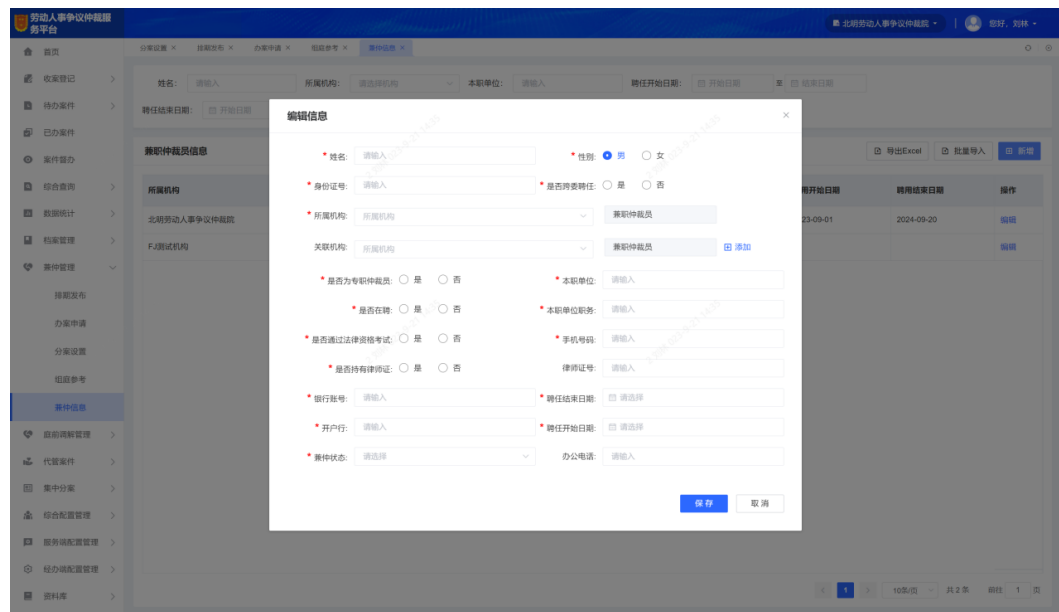 劳动人事争议仲裁服务平台
北明劳动人事争议仲裁院
您好，刘林
首页
分案设置 × 排期发布 × 办案申请 × 组庭参考 × 兼仲信息 ×
收案登记
待办案件
已办案件
案件督办
综合查询
数据统计
档案管理
兼仲管理
排期发布
办案申请
分案设置
组庭参考
兼仲信息
庭前调解管理
代管案件
集中分案
综合配置管理
服务端配置管理
经办端配置管理
资料库
姓名： 请输入 所属机构： 请选择机构 本职单位： 请输入 聘任开始日期： 开始日期 至 结束日期
聘任结束日期： 开始日期
兼职仲裁员信息
导出Excel 批量导入 新增
所属机构 聘用结束日期 操作
北明劳动人事争议仲裁院 23-09-01 2024-09-20 编辑
FJ测试机构 编辑
编辑信息 ×
* 姓名: 请输入 * 性别: 男 女
* 身份证号: 请输入 * 是否跨委聘任: 是 否
* 所属机构: 所属机构 兼职仲裁员
关联机构: 所属机构 兼职仲裁员 添加
* 是否为专职仲裁员: 是 否 * 本职单位: 请输入
* 是否在聘: 是 否 * 本职单位职务: 请输入
* 是否通过法律资格考试: 是 否 * 手机号码: 请输入
* 是否持有律师证: 是 否 律师证号: 请输入
* 银行账号: 请输入 * 聘任结束日期: 请选择
* 开户行: 请输入 * 聘任开始日期: 请选择
* 兼仲状态: 请选择 办公电话: 请输入
保存 取消
1 10条/页 共 2 条 前往 1 页